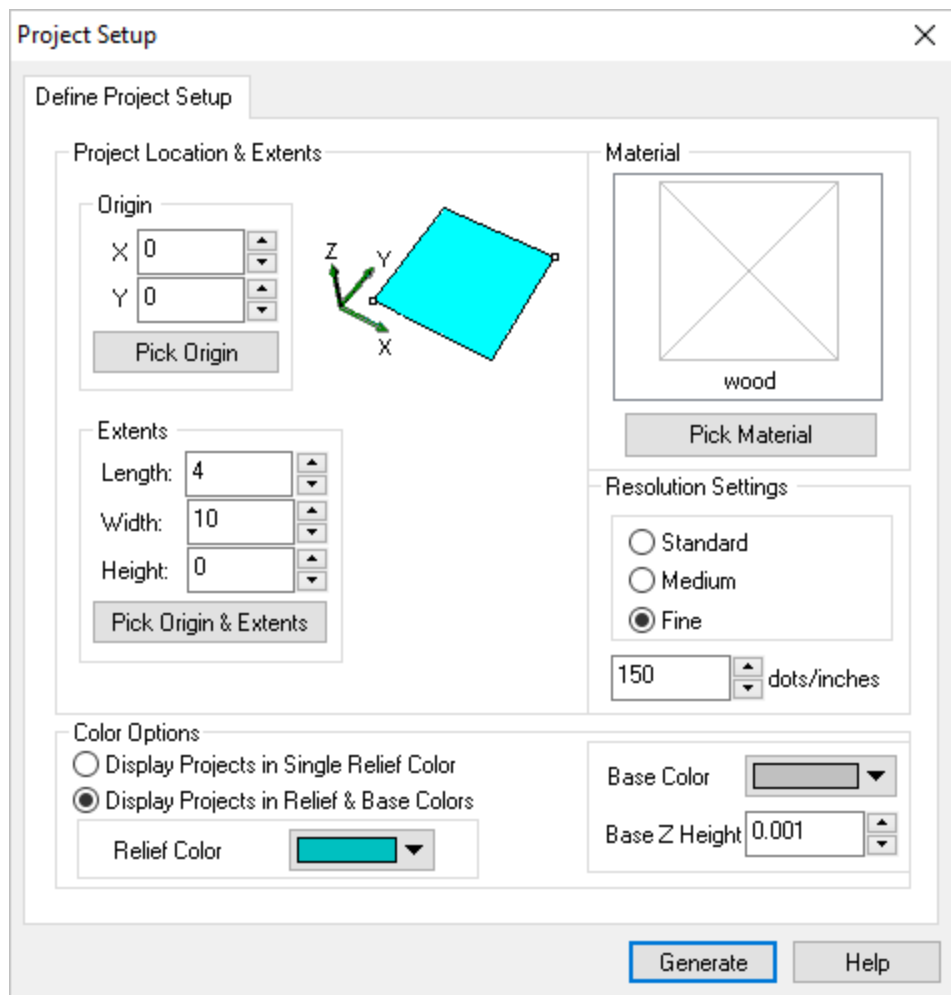 Project Setup
Define Project Setup
Project Location & Extents
Origin
X 0
Y 0
Pick Origin
Z
Y
X
Extents
Length: 4
Width: 10
Height: 0
Pick Origin & Extents
Material
wood
Pick Material
Resolution Settings
Standard
Medium
Fine
150 dots/inches
Color Options
Display Projects in Single Relief Color
Display Projects in Relief & Base Colors
Relief Color
Base Color
Base Z Height 0.001
Generate
Help